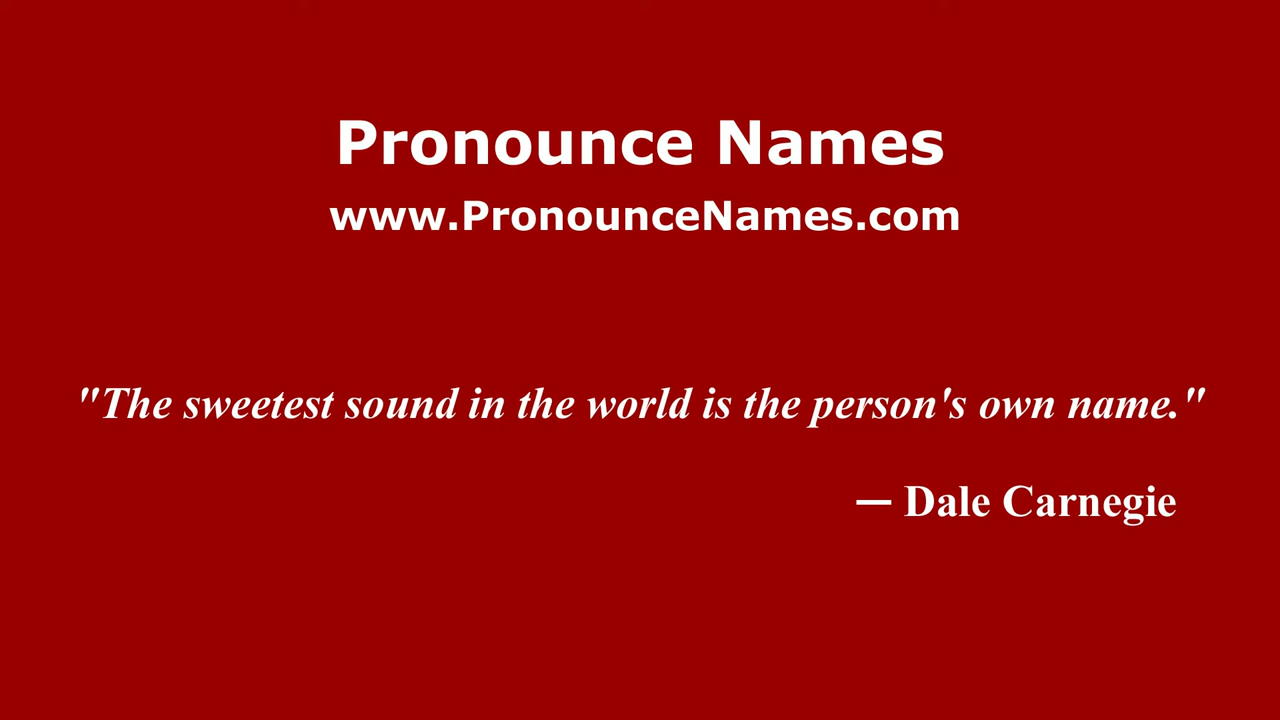 Pronounce Names
www.PronounceNames.com
"The sweetest sound in the world is the person's own name."
— Dale Carnegie